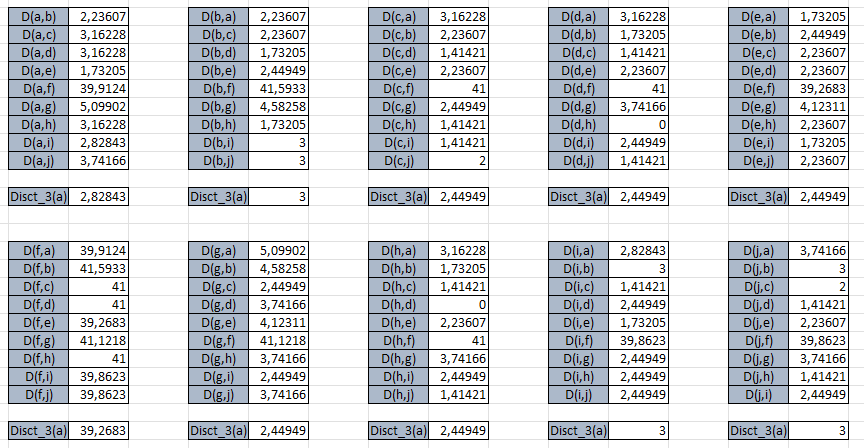 D(a,b) 2,23607 D(b,a) 2,23607 D(c,a) 3,16228 D(d,a) 3,16228 D(e,a) 1,73205
D(a,c) 3,16228 D(b,c) 2,23607 D(c,b) 2,23607 D(d,b) 1,73205 D(e,b) 2,44949
D(a,d) 3,16228 D(b,d) 1,73205 D(c,d) 1,41421 D(d,c) 1,41421 D(e,c) 2,23607
D(a,e) 1,73205 D(b,e) 2,44949 D(c,e) 2,23607 D(d,e) 2,23607 D(e,d) 2,23607
D(a,f) 39,9124 D(b,f) 41,5933 D(c,f) 41 D(d,f) 41 D(e,f) 39,2683
D(a,g) 5,09902 D(b,g) 4,58258 D(c,g) 2,44949 D(d,g) 3,74166 D(e,g) 4,12311
D(a,h) 3,16228 D(b,h) 1,73205 D(c,h) 1,41421 D(d,h) 0 D(e,h) 2,23607
D(a,i) 2,82843 D(b,i) 3 D(c,i) 1,41421 D(d,i) 2,44949 D(e,i) 1,73205
D(a,j) 3,74166 D(b,j) 3 D(c,j) 2 D(d,j) 1,41421 D(e,j) 2,23607
Disct_3(a) 2,82843 Disct_3(a) 3 Disct_3(a) 2,44949 Disct_3(a) 2,44949 Disct_3(a) 2,44949
D(f,a) 39,9124 D(g,a) 5,09902 D(h,a) 3,16228 D(i,a) 2,82843 D(j,a) 3,74166
D(f,b) 41,5933 D(g,b) 4,58258 D(h,b) 1,73205 D(i,b) 3 D(j,b) 3
D(f,c) 41 D(g,c) 2,44949 D(h,c) 1,41421 D(i,c) 1,41421 D(j,c) 2
D(f,d) 41 D(g,d) 3,74166 D(h,d) 0 D(i,d) 2,44949 D(j,d) 1,41421
D(f,e) 39,2683 D(g,e) 4,12311 D(h,e) 2,23607 D(i,e) 1,73205 D(j,e) 2,23607
D(f,g) 41,1218 D(g,f) 41,1218 D(h,f) 41 D(i,f) 39,8623 D(j,f) 39,8623
D(f,h) 41 D(g,h) 3,74166 D(h,g) 3,74166 D(i,g) 2,44949 D(j,g) 3,74166
D(f,i) 39,8623 D(g,i) 2,44949 D(h,i) 2,44949 D(i,h) 2,44949 D(j,h) 1,41421
D(f,j) 39,8623 D(g,j) 3,74166 D(h,j) 1,41421 D(i,j) 2,44949 D(j,i) 2,44949
Disct_3(a) 39,2683 Disct_3(a) 2,44949 Disct_3(a) 2,44949 Disct_3(a) 3 Disct_3(a) 3